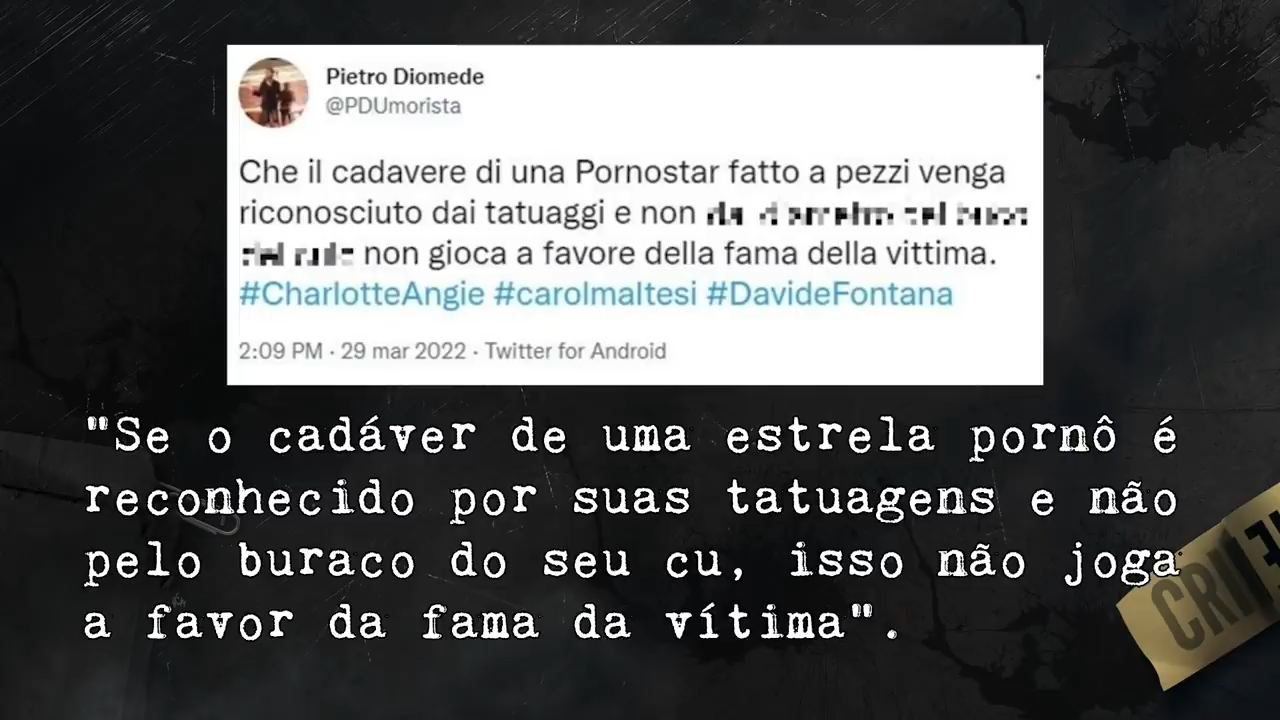 Pietro Diomede
@PDUmorista
Che il cadavere di una Pornostar fatto a pezzi venga
riconosciuto dai tatuaggi e non
non gioca a favore della fama della vittima.
#CharlotteAngie #carolmaltesi #DavideFontana
2:09 PM · 29 mar 2022 · Twitter for Android
"Se o cadáver de uma estrela pornô é
reconhecido por suas tatuagens e não
pelo buraco do seu cu, isso não joga
a favor da fama da vítima".